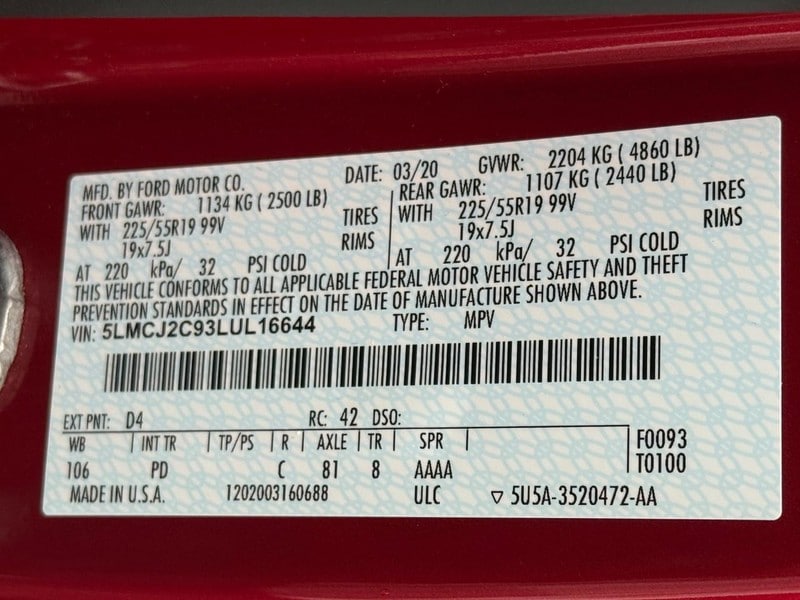 MFD. BY FORD MOTOR CO. DATE: 03/20 GVWR: 2204 KG ( 4860 LB)
FRONT GAWR: 1134 KG ( 2500 LB) REAR GAWR: 1107 KG ( 2440 LB)
WITH 225/55R19 99V TIRES WITH 225/55R19 99V TIRES
19x7.5J RIMS 19x7.5J RIMS
AT 220 kPa/ 32 PSI COLD AT 220 kPa/ 32 PSI COLD
THIS VEHICLE CONFORMS TO ALL APPLICABLE FEDERAL MOTOR VEHICLE SAFETY AND THEFT
PREVENTION STANDARDS IN EFFECT ON THE DATE OF MANUFACTURE SHOWN ABOVE.
VIN: 5LMCJ2C93LUL16644 TYPE: MPV
EXT PNT: D4 RC: 42 DSO:
WB INT TR TP/PS R AXLE TR SPR F0093
106 PD C 81 8 AAAA T0100
MADE IN U.S.A. 1202003160688 ULC ▽ 5U5A-3520472-AA